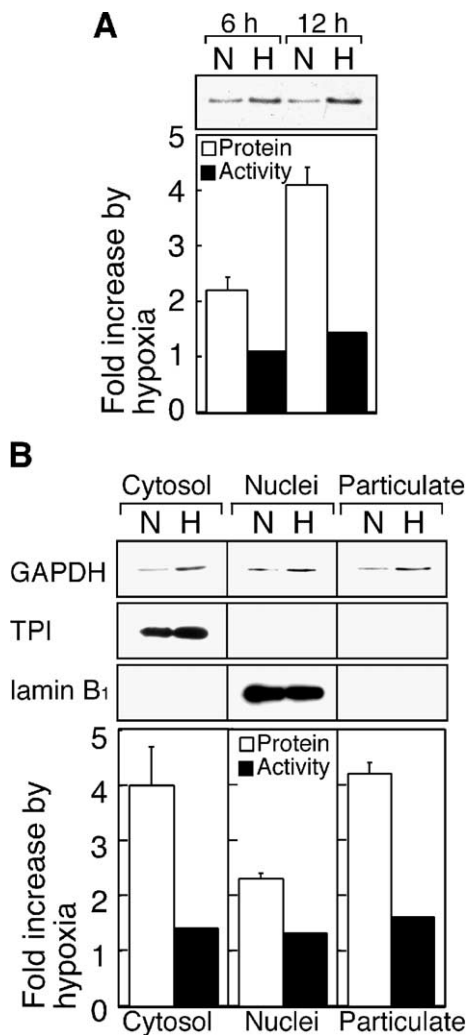 A
6 h 12 h
N H N H
5
4
3
2
1
0
Protein
Activity
Fold increase by
hypoxia
B
Cytosol Nuclei Particulate
N H N H N H
GAPDH
TPI
lamin B1
5
4
3
2
1
0
Protein
Activity
Fold increase by
hypoxia
Cytosol Nuclei Particulate